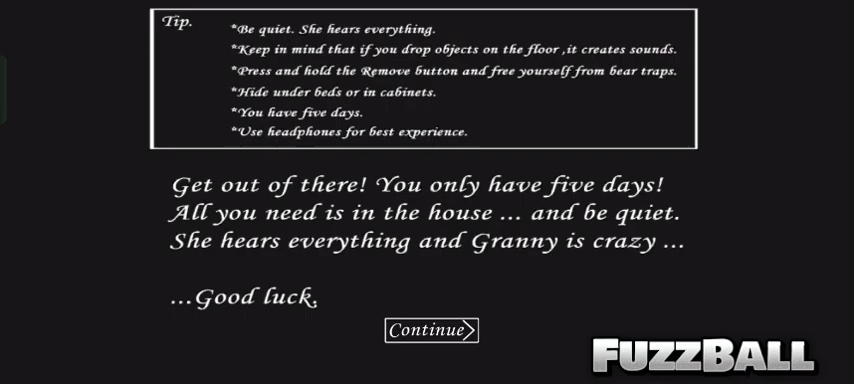 Tip.
*Be quiet. She hears everything.
*Keep in mind that if you drop objects on the floor ,it creates sounds.
*Press and hold the Remove button and free yourself from bear traps.
*Hide under beds or in cabinets.
*You have five days.
*Use headphones for best experience.
Get out of there! You only have five days!
All you need is in the house ... and be quiet.
She hears everything and Granny is crazy ...
...Good luck.
Continue
FUZZBALL